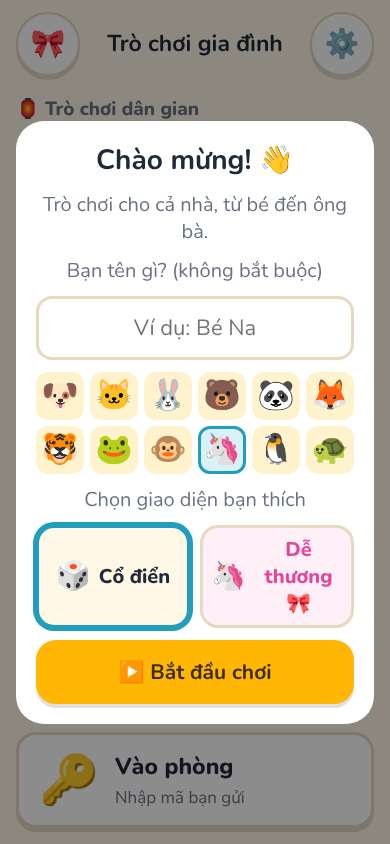 Trò chơi gia đình
Trò chơi dân gian
Chào mừng!
Trò chơi cho cả nhà, từ bé đến ông
bà.
Bạn tên gì? (không bắt buộc)
Ví dụ: Bé Na
Chọn giao diện bạn thích
Cổ điển
Dễ
thương
Bắt đầu chơi
Vào phòng
Nhập mã bạn gửi